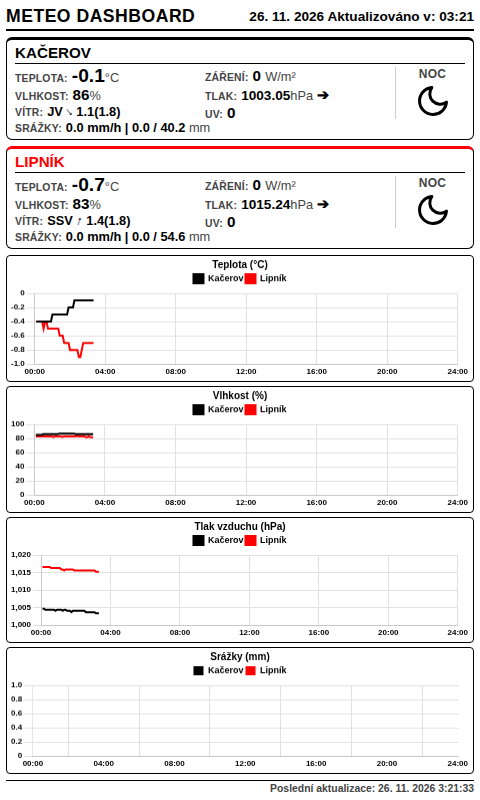 METEO DASHBOARD
26. 11. 2026 Aktualizováno v: 03:21
KAČEROV
TEPLOTA: -0.1°C
VLHKOST: 86%
VÍTR: JV → 1.1(1.8)
SRÁŽKY: 0.0 mm/h | 0.0 / 40.2 mm
ZÁŘENÍ: 0 W/m²
TLAK: 1003.05hPa ➔
UV: 0
NOC
LIPNÍK
TEPLOTA: -0.7°C
VLHKOST: 83%
VÍTR: SSV → 1.4(1.8)
SRÁŽKY: 0.0 mm/h | 0.0 / 54.6 mm
ZÁŘENÍ: 0 W/m²
TLAK: 1015.24hPa ➔
UV: 0
NOC
Teplota (°C)
Kačerov Lipník
0
-0.2
-0.4
-0.6
-0.8
-1.0
00:00 04:00 08:00 12:00 16:00 20:00 24:00
Vlhkost (%)
Kačerov Lipník
100
80
60
40
20
0
00:00 04:00 08:00 12:00 16:00 20:00 24:00
Tlak vzduchu (hPa)
Kačerov Lipník
1,020
1,015
1,010
1,005
1,000
00:00 04:00 08:00 12:00 16:00 20:00 24:00
Srážky (mm)
Kačerov Lipník
1.0
0.8
0.6
0.4
0.2
0
00:00 04:00 08:00 12:00 16:00 20:00 24:00
Poslední aktualizace: 26. 11. 2026 3:21:33